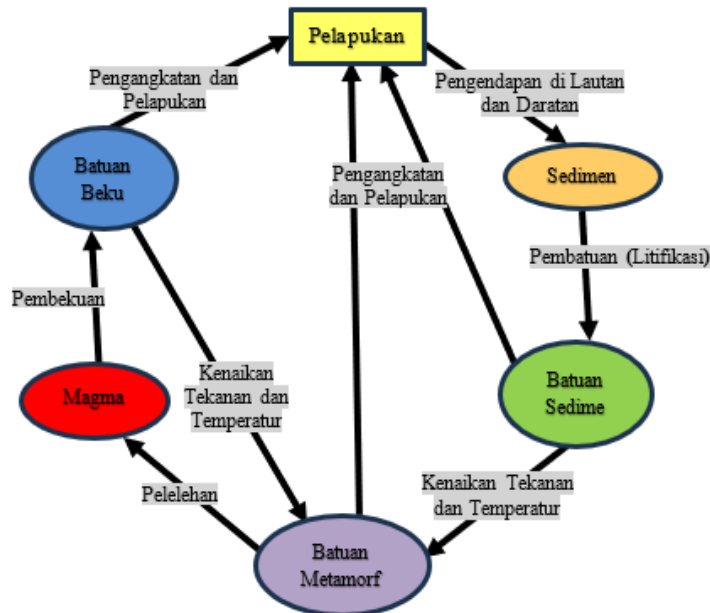 Pelapukan
Pengangkatan dan
Pelapukan
Pengendapan di Lautan
dan Daratan
Batuan
Beku
Pengangkatan
dan Pelapukan
Sedimen
Pembatuan (Litifikasi)
Pembekuan
Kenaikan
Tekanan dan
Temperatur
Magma
Batuan
Sedime
Pelelehan
Kenaikan Tekanan
dan Temperatur
Batuan
Metamorf